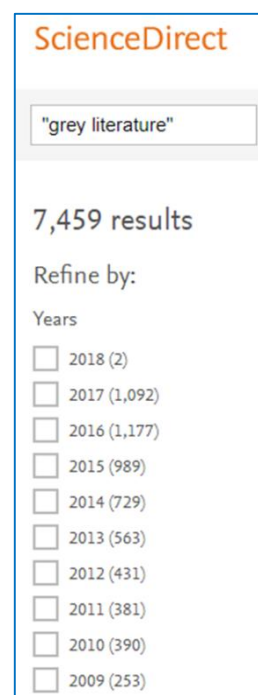 ScienceDirect
"grey literature"
7,459 results
Refine by:
Years
2018 (2)
2017 (1,092)
2016 (1,177)
2015 (989)
2014 (729)
2013 (563)
2012 (431)
2011 (381)
2010 (390)
2009 (253)